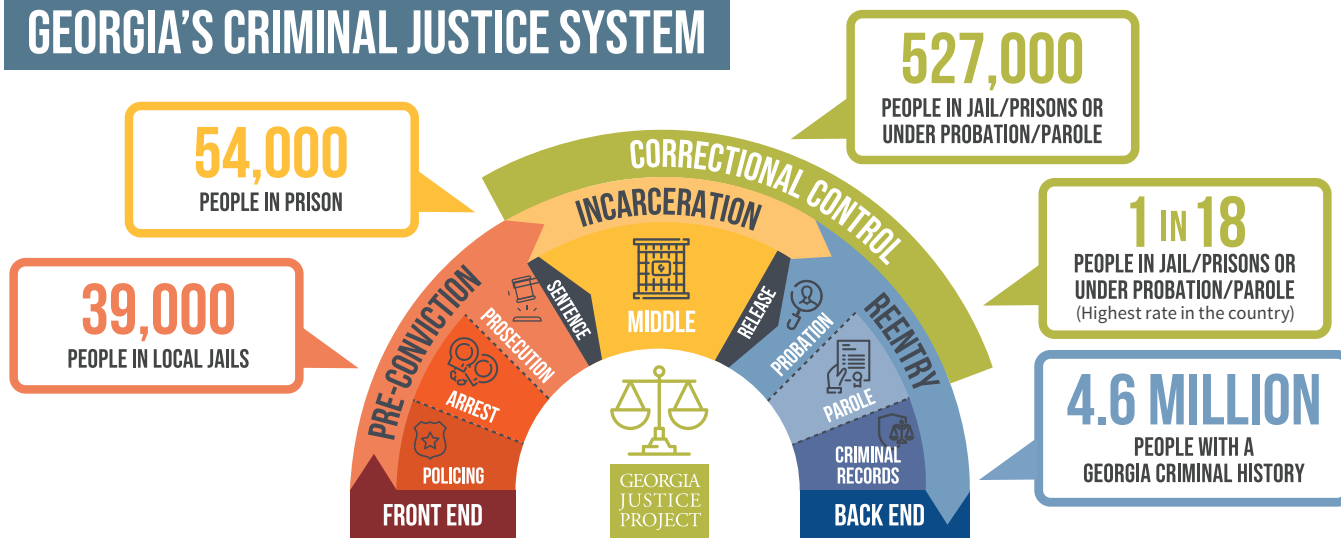 GEORGIA'S CRIMINAL JUSTICE SYSTEM
527,000
PEOPLE IN JAIL/PRISONS OR
UNDER PROBATION/PAROLE
54,000
PEOPLE IN PRISON
39,000
PEOPLE IN LOCAL JAILS
1 IN 18
PEOPLE IN JAIL/PRISONS OR
UNDER PROBATION/PAROLE
(Highest rate in the country)
4.6 MILLION
PEOPLE WITH A
GEORGIA CRIMINAL HISTORY
CORRECTIONAL CONTROL
PRE-CONVICTION
INCARCERATION
REENTRY
FRONT END
POLICING
ARREST
PROSECUTION
SENTENCE
MIDDLE
RELEASE
PROBATION
PAROLE
CRIMINAL
RECORDS
BACK END
GEORGIA
JUSTICE
PROJECT